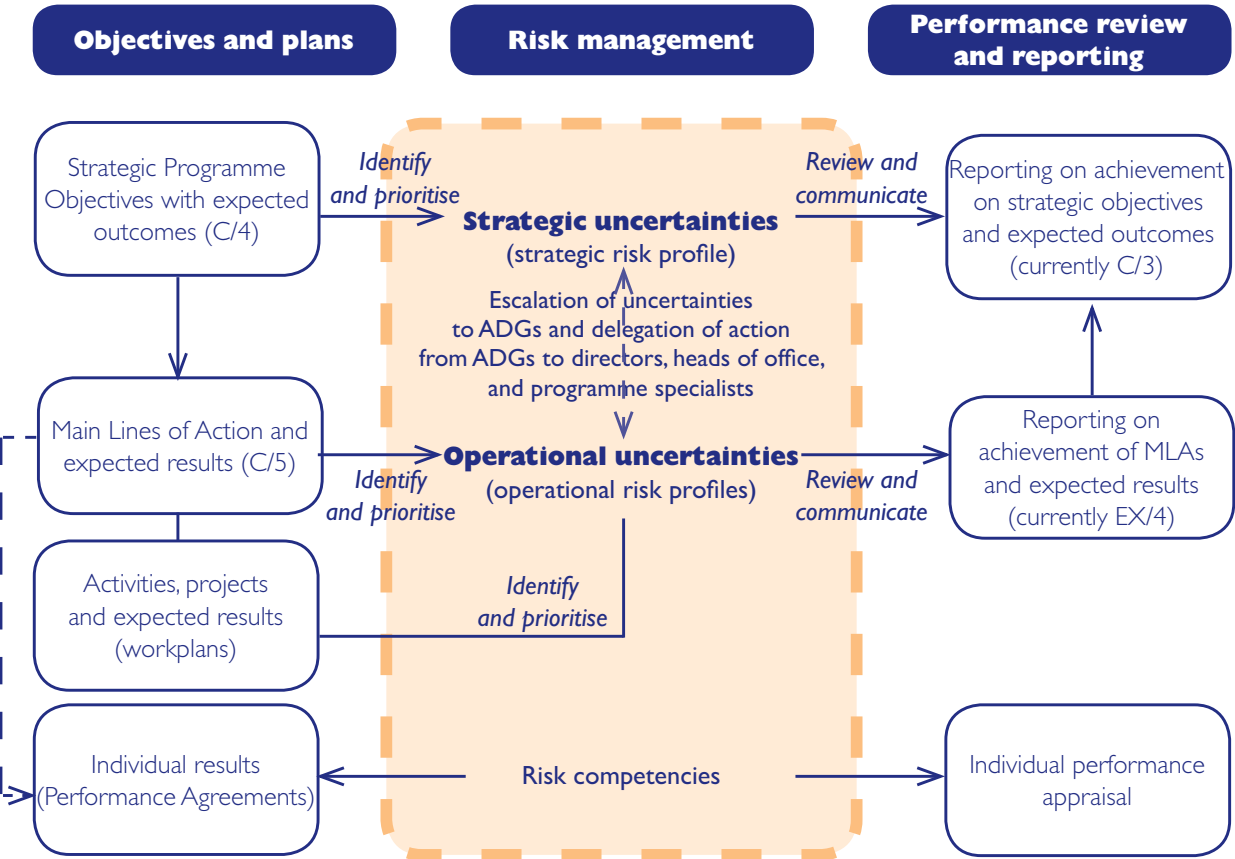 Objectives and plans
Risk management
Performance review
and reporting
Strategic Programme
Objectives with expected
outcomes (C/4)
Identify
and prioritise
Strategic uncertainties
(strategic risk profile)
Review and
communicate
Reporting on achievement
on strategic objectives
and expected outcomes
(currently C/3)
Escalation of uncertainties
to ADGs and delegation of action
from ADGs to directors, heads of office,
and programme specialists
Main Lines of Action and
expected results (C/5)
Identify
and prioritise
Operational uncertainties
(operational risk profiles)
Review and
communicate
Reporting on
achievement of MLAs
and expected results
(currently EX/4)
Activities, projects
and expected results
(workplans)
Identify
and prioritise
Individual results
(Performance Agreements)
Risk competencies
Individual performance
appraisal